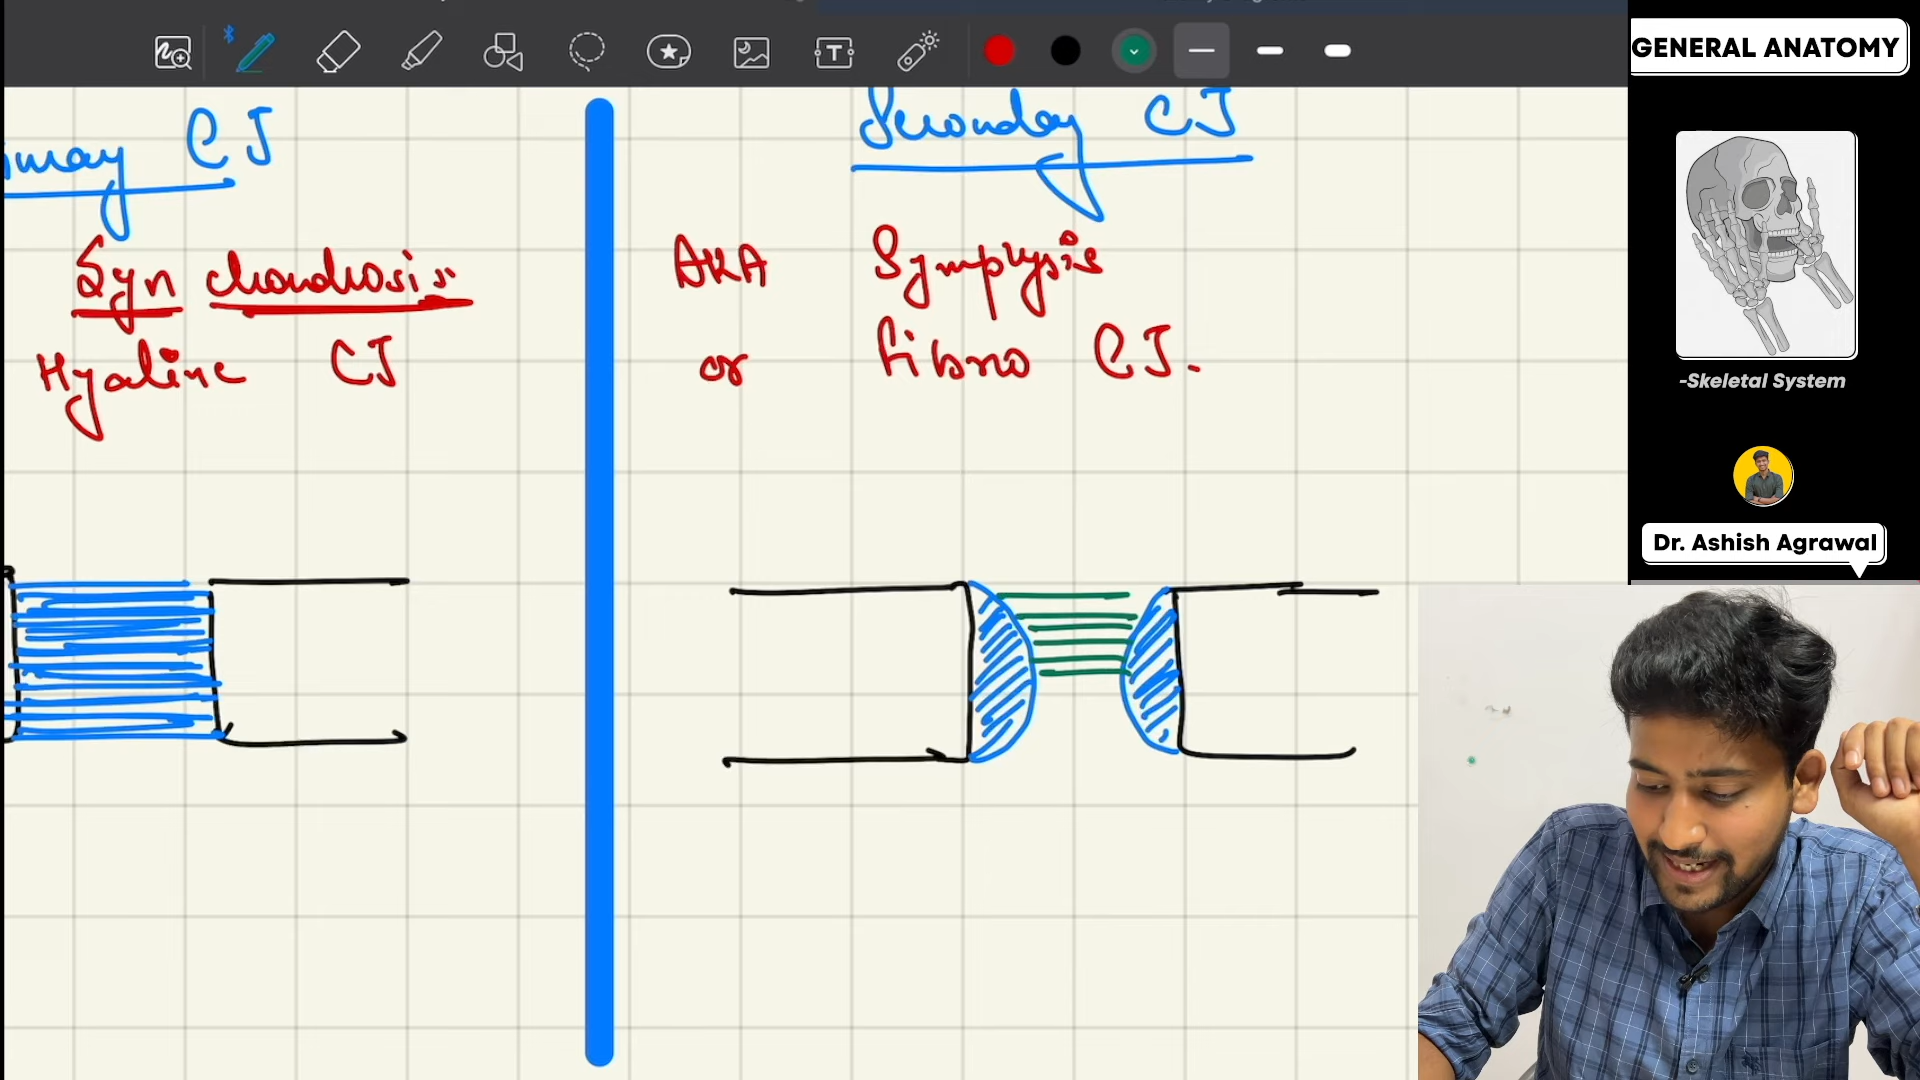 GENERAL ANATOMY
imary CJ
Secondary CJ
Syn chondrosis
AKA Symphysis
Hyaline CJ
or fibro CJ.
-Skeletal System
Dr. Ashish Agrawal
T